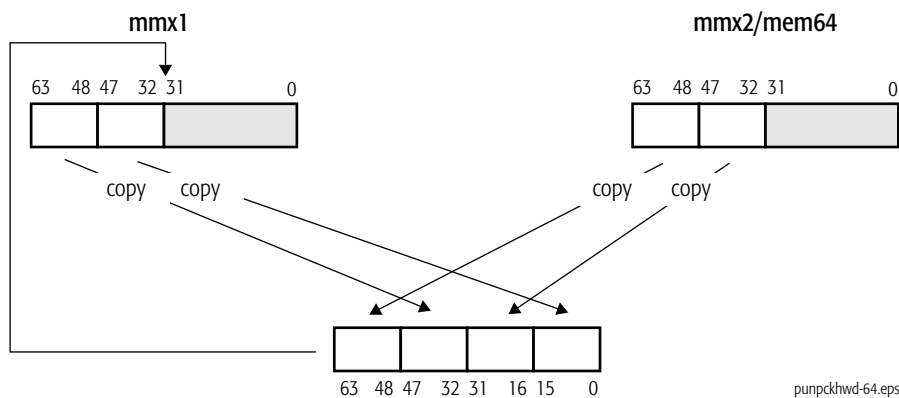 mmx1 mmx2/mem64
63 48 47 32 31 0 63 48 47 32 31 0
copy copy copy copy
63 48 47 32 31 16 15 0
punpckhwd-64.eps